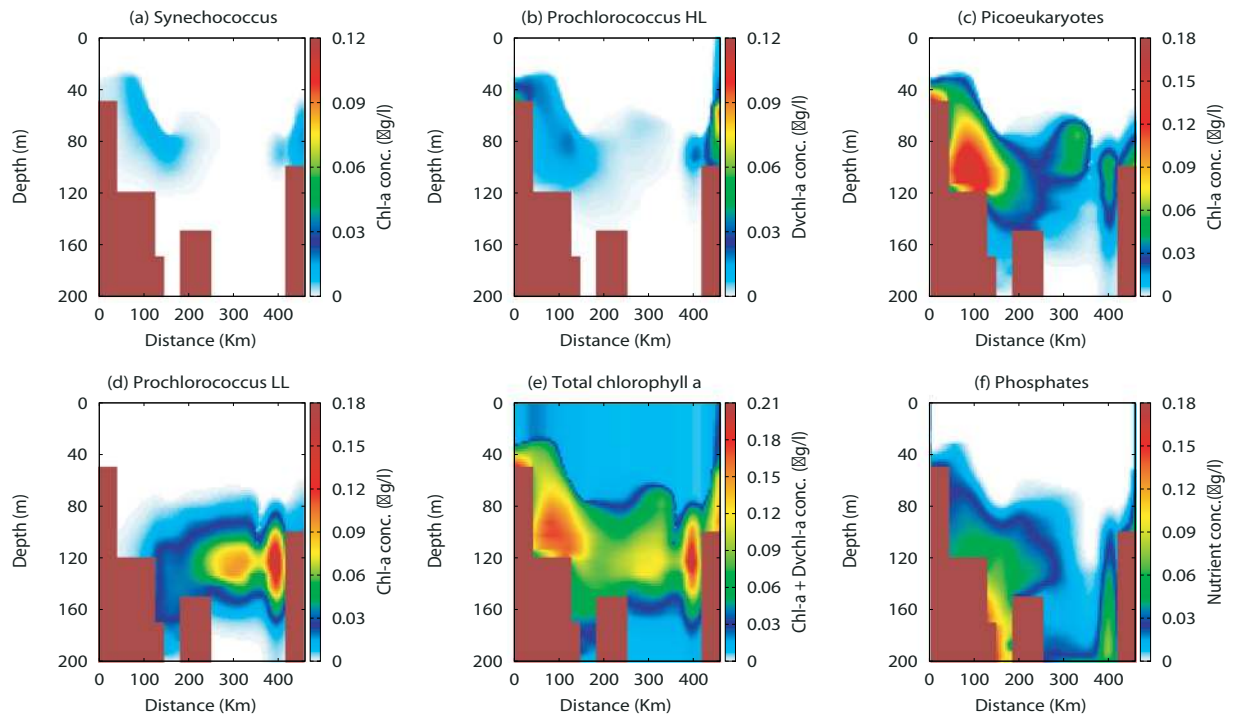 (a) Synechococcus
(b) Prochlorococcus HL
(c) Picoeukaryotes
0
40
80
120
160
200
Depth (m)
0 100 200 300 400
Distance (Km)
0.12
0.09
0.06
0.03
0
Chl-a conc. (g/l)
0
40
80
120
160
200
Depth (m)
0 100 200 300 400
Distance (Km)
0.12
0.09
0.06
0.03
0
Dvchl-a conc. (g/l)
0
40
80
120
160
200
Depth (m)
0 100 200 300 400
Distance (Km)
0.18
0.15
0.12
0.09
0.06
0.03
0
Chl-a conc. (g/l)
(d) Prochlorococcus LL
(e) Total chlorophyll a
(f) Phosphates
0
40
80
120
160
200
Depth (m)
0 100 200 300 400
Distance (Km)
0.18
0.15
0.12
0.09
0.06
0.03
0
Chl-a conc. (g/l)
0
40
80
120
160
200
Depth (m)
0 100 200 300 400
Distance (Km)
0.21
0.18
0.15
0.12
0.09
0.06
0.03
0
Chl-a + Dvchl-a conc. (g/l)
0
40
80
120
160
200
Depth (m)
0 100 200 300 400
Distance (Km)
0.18
0.15
0.12
0.09
0.06
0.03
0
Nutrient conc.(g/l)